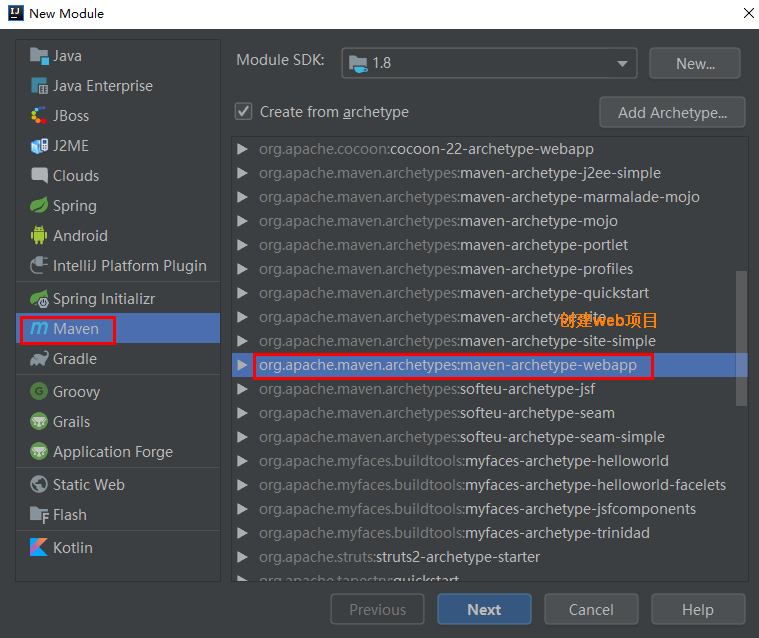 New Module
Java
Java Enterprise
JBoss
J2ME
Clouds
Spring
Android
IntelliJ Platform Plugin
Spring Initializr
Maven
Gradle
Groovy
Grails
Application Forge
Static Web
Flash
Kotlin
Module SDK:
1.8
New...
Create from archetype
Add Archetype...
org.apache.cocoon:cocoon-22-archetype-webapp
org.apache.maven.archetypes:maven-archetype-j2ee-simple
org.apache.maven.archetypes:maven-archetype-marmalade-mojo
org.apache.maven.archetypes:maven-archetype-mojo
org.apache.maven.archetypes:maven-archetype-portlet
org.apache.maven.archetypes:maven-archetype-profiles
org.apache.maven.archetypes:maven-archetype-quickstart
org.apache.maven.archetypes:maven-archetype-site
创建web项目
org.apache.maven.archetypes:maven-archetype-site-simple
org.apache.maven.archetypes:maven-archetype-webapp
org.apache.maven.archetypes:softeu-archetype-jsf
org.apache.maven.archetypes:softeu-archetype-seam
org.apache.maven.archetypes:softeu-archetype-seam-simple
org.apache.myfaces.buildtools:myfaces-archetype-helloworld
org.apache.myfaces.buildtools:myfaces-archetype-helloworld-facelets
org.apache.myfaces.buildtools:myfaces-archetype-jsfcomponents
org.apache.myfaces.buildtools:myfaces-archetype-trinidad
org.apache.struts:struts2-archetype-starter
org.apache.tapestry:quickstart
Previous
Next
Cancel
Help